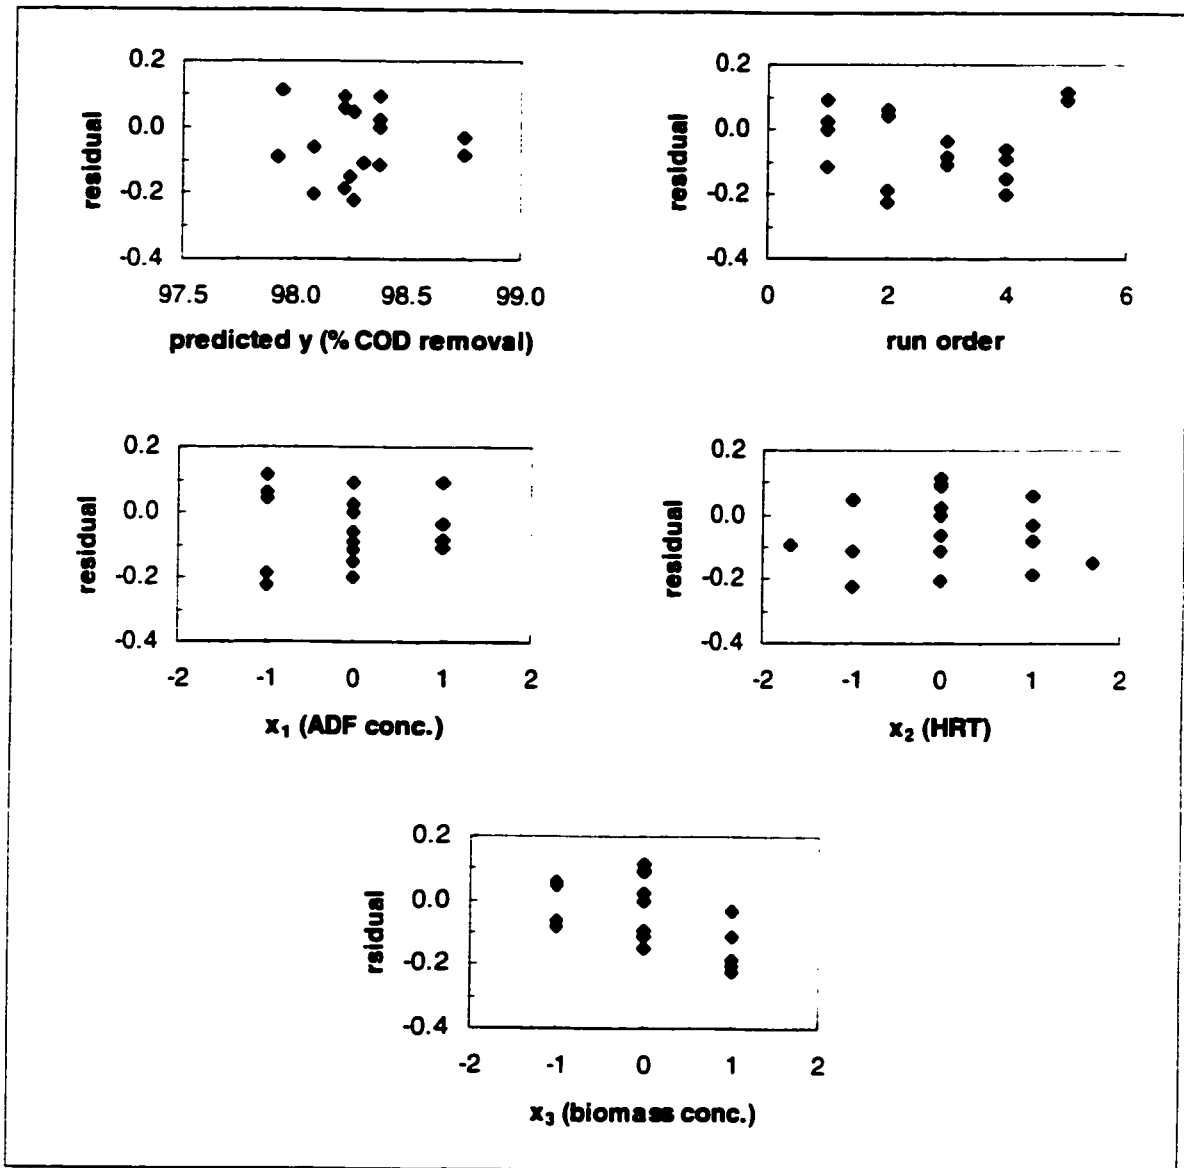 0.2
0.0
-0.2
-0.4
residual
97.5 98.0 98.5 99.0
predicted y (% COD removal)
0.2
0.0
-0.2
-0.4
residual
0 2 4 6
run order
0.2
0.0
-0.2
-0.4
residual
-2 -1 0 1 2
x₁ (ADF conc.)
0.2
0.0
-0.2
-0.4
residual
-2 -1 0 1 2
x₂ (HRT)
0.2
0.0
-0.2
-0.4
rsidual
-2 -1 0 1 2
x₃ (biomass conc.)